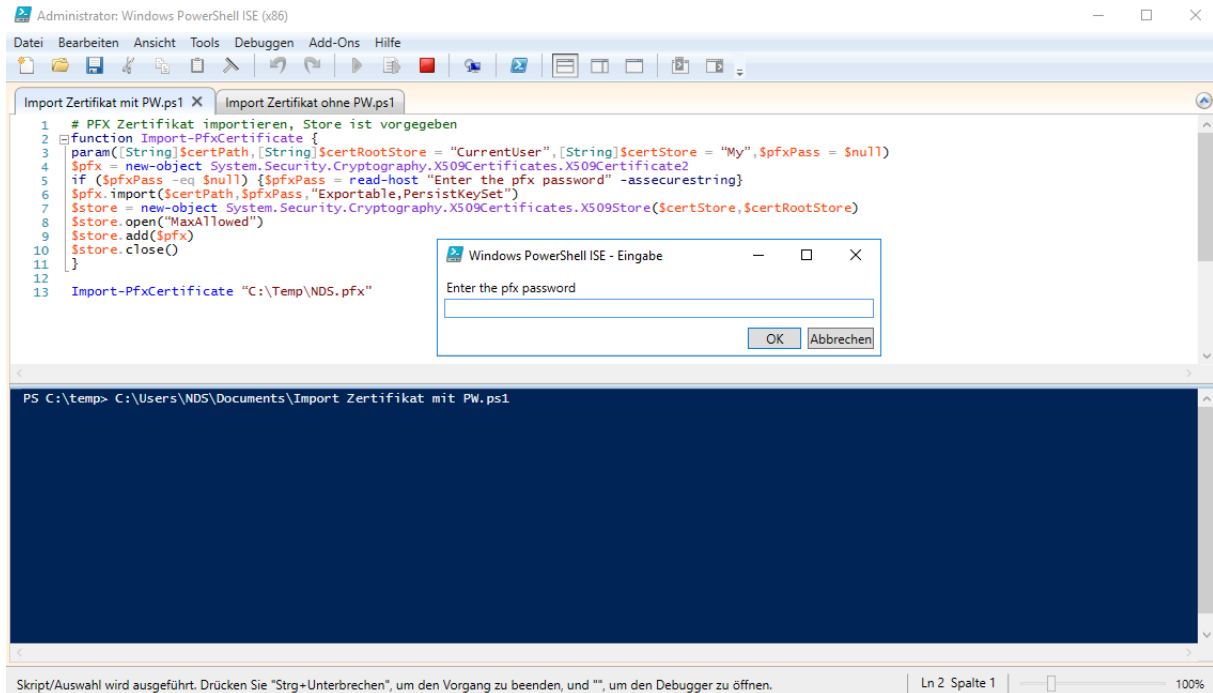 Administrator: Windows PowerShell ISE (x86)
Datei Bearbeiten Ansicht Tools Debuggen Add-Ons Hilfe
Import Zertifikat mit PW.ps1 Import Zertifikat ohne PW.ps1
1 # PFX Zertifikat importieren, Store ist vorgegeben
2 function Import-PfxCertificate {
3 param([String]$certPath,[String]$certRootStore = “CurrentUser”,[String]$certStore = “My”,$pfxPass = $null)
4 $pfx = new-object System.Security.Cryptography.X509Certificates.X509Certificate2
5 if ($pfxPass -eq $null) {$pfxPass = read-host “Enter the pfx password” -assecurestring}
6 $pfx.import($certPath,$pfxPass,“Exportable,PersistKeySet”)
7 $store = new-object System.Security.Cryptography.X509Certificates.X509Store($certStore,$certRootStore)
8 $store.open(“MaxAllowed”)
9 $store.add($pfx)
10 $store.close()
11 }
12
13 Import-PfxCertificate “C:\Temp\NDS.pfx”
Windows PowerShell ISE - Eingabe
Enter the pfx password
OK Abbrechen
PS C:\temp> C:\Users\NDS\Documents\Import Zertifikat mit PW.ps1
Skript/Auswahl wird ausgeführt. Drücken Sie "Strg+Unterbrechen", um den Vorgang zu beenden, und "", um den Debugger zu öffnen. Ln 2 Spalte 1 100%